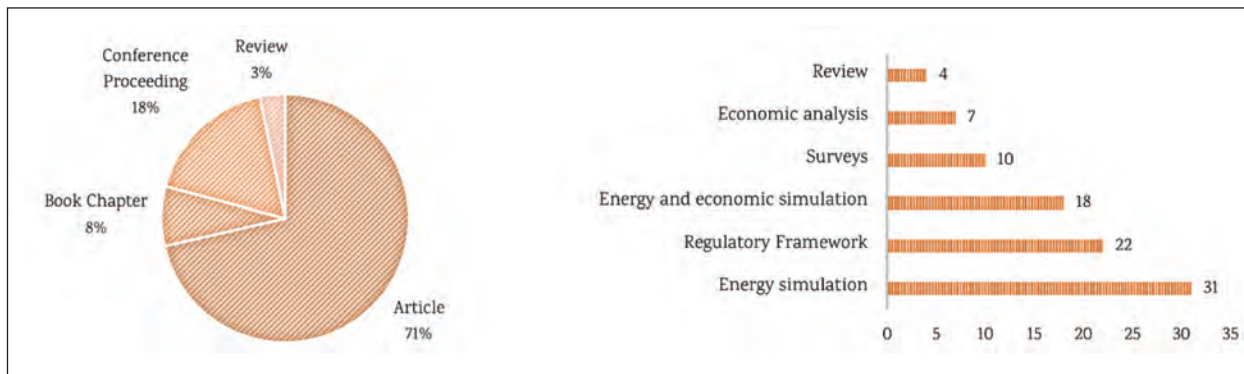 Conference
Proceeding
18%
Review
3%
Book Chapter
8%
Article
71%
Review 4
Economic analysis 7
Surveys 10
Energy and economic simulation 18
Regulatory Framework 22
Energy simulation 31
0 5 10 15 20 25 30 35